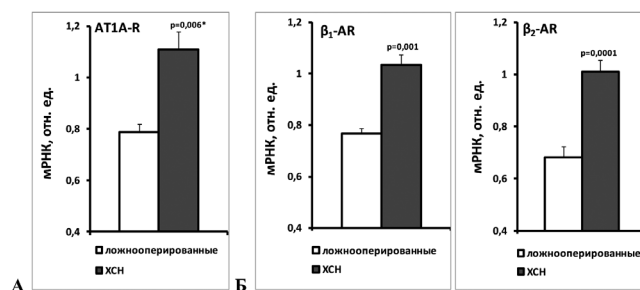 AT1A-R
p=0,006*
мРНК, отн. ед.
1,2
1
0,8
0,6
0,4
ложнооперированные
ХСН
А
β₁-AR
p=0,001
мРНК, отн. ед.
1,2
1
0,8
0,6
0,4
ложнооперированные
ХСН
Б
β₂-AR
p=0,0001
мРНК, отн. ед.
1,2
1
0,8
0,6
0,4
ложнооперированные
ХСН